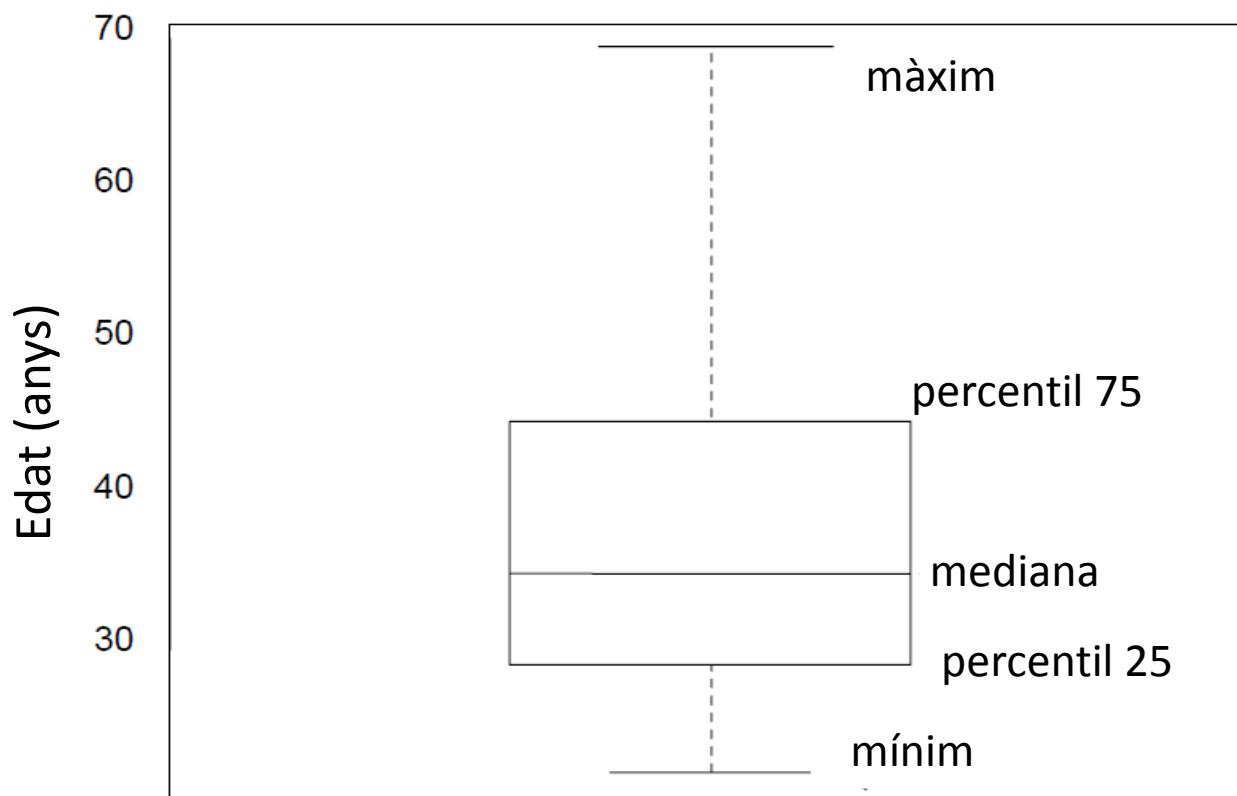 70
màxim
60
50
Edat (anys)
percentil 75
40
mediana
30
percentil 25
mínim